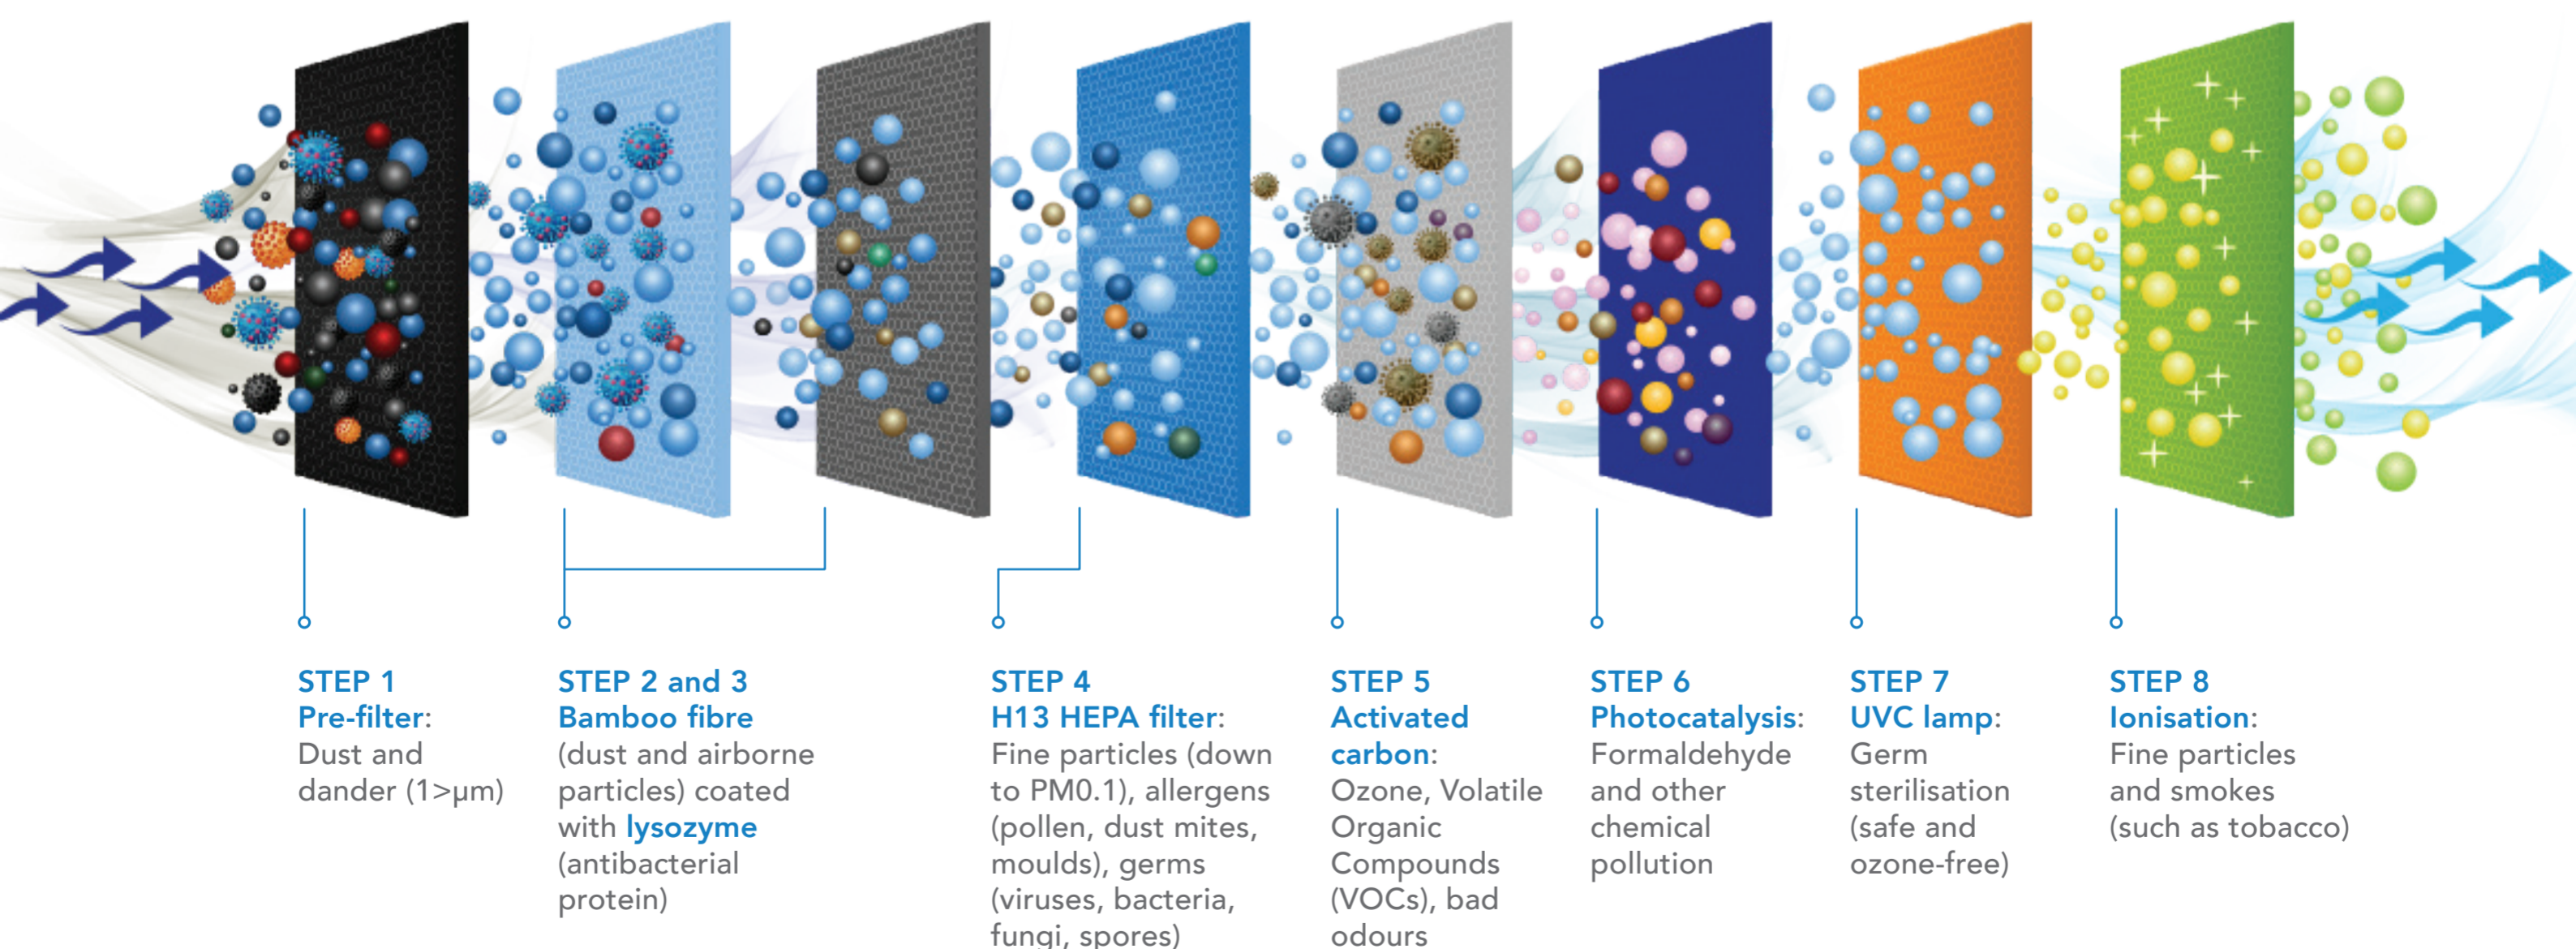 STEP 1
Pre-filter:
Dust and
dander (1>µm)
STEP 2 and 3
Bamboo fibre
(dust and airborne
particles) coated
with lysozyme
(antibacterial
protein)
STEP 4
H13 HEPA filter:
Fine particles (down
to PM0.1), allergens
(pollen, dust mites,
moulds), germs
(viruses, bacteria,
fungi, spores)
STEP 5
Activated
carbon:
Ozone, Volatile
Organic
Compounds
(VOCs), bad
odours
STEP 6
Photocatalysis:
Formaldehyde
and other
chemical
pollution
STEP 7
UVC lamp:
Germ
sterilisation
(safe and
ozone-free)
STEP 8
Ionisation:
Fine particles
and smokes
(such as tobacco)